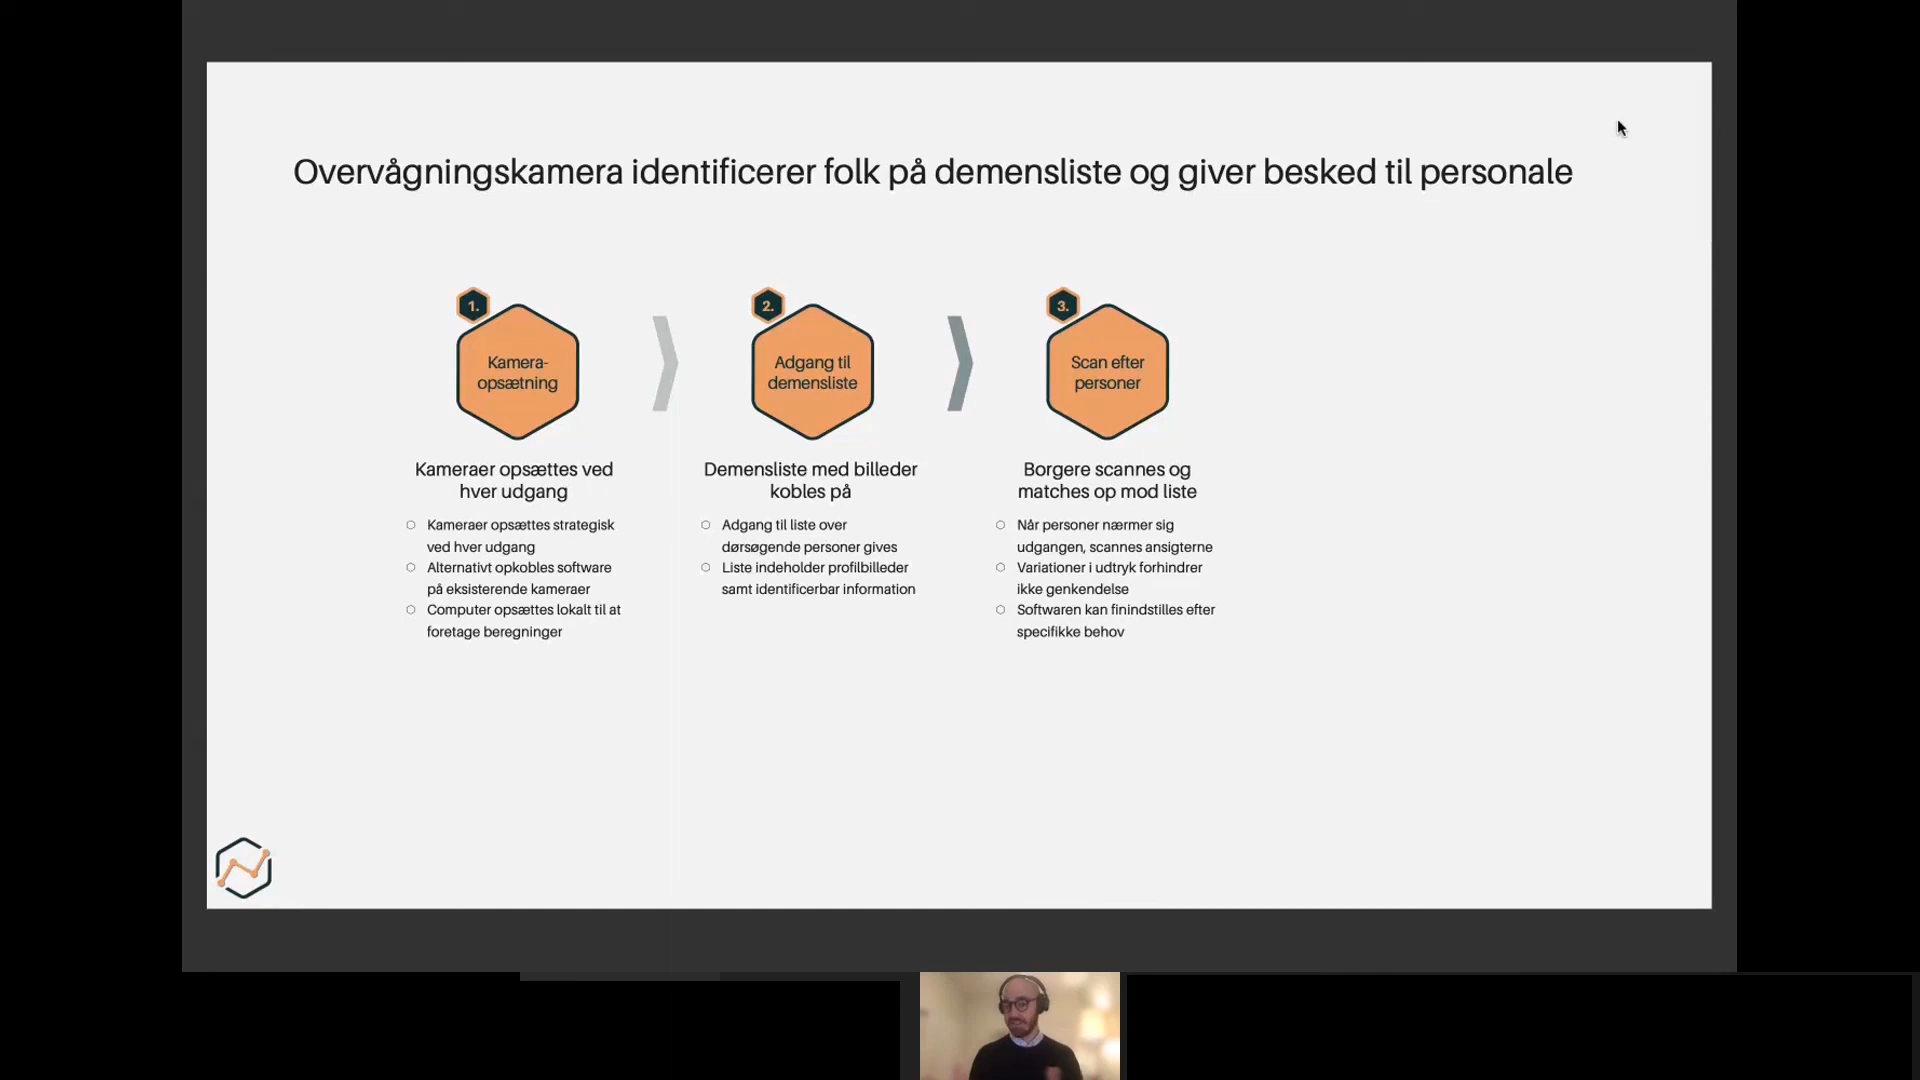 Overvågningskamera identificerer folk på demensliste og giver besked til personale
1.
Kamera-
opsætning
2.
Adgang til
demensliste
3.
Scan efter
personer
Kameraer opsættes ved
hver udgang
Kameraer opsættes strategisk
ved hver udgang
Alternativt opkobles software
på eksisterende kameraer
Computer opsættes lokalt til at
foretage beregninger
Demensliste med billeder
kobles på
Adgang til liste over
dørsøgende personer gives
Liste indeholder profilbilleder
samt identificerbar information
Borgere scannes og
matches op mod liste
Når personer nærmer sig
udgangen, scannes ansigterne
Variationer i udtryk forhindrer
ikke genkendelse
Softwaren kan finindstilles efter
specifikke behov